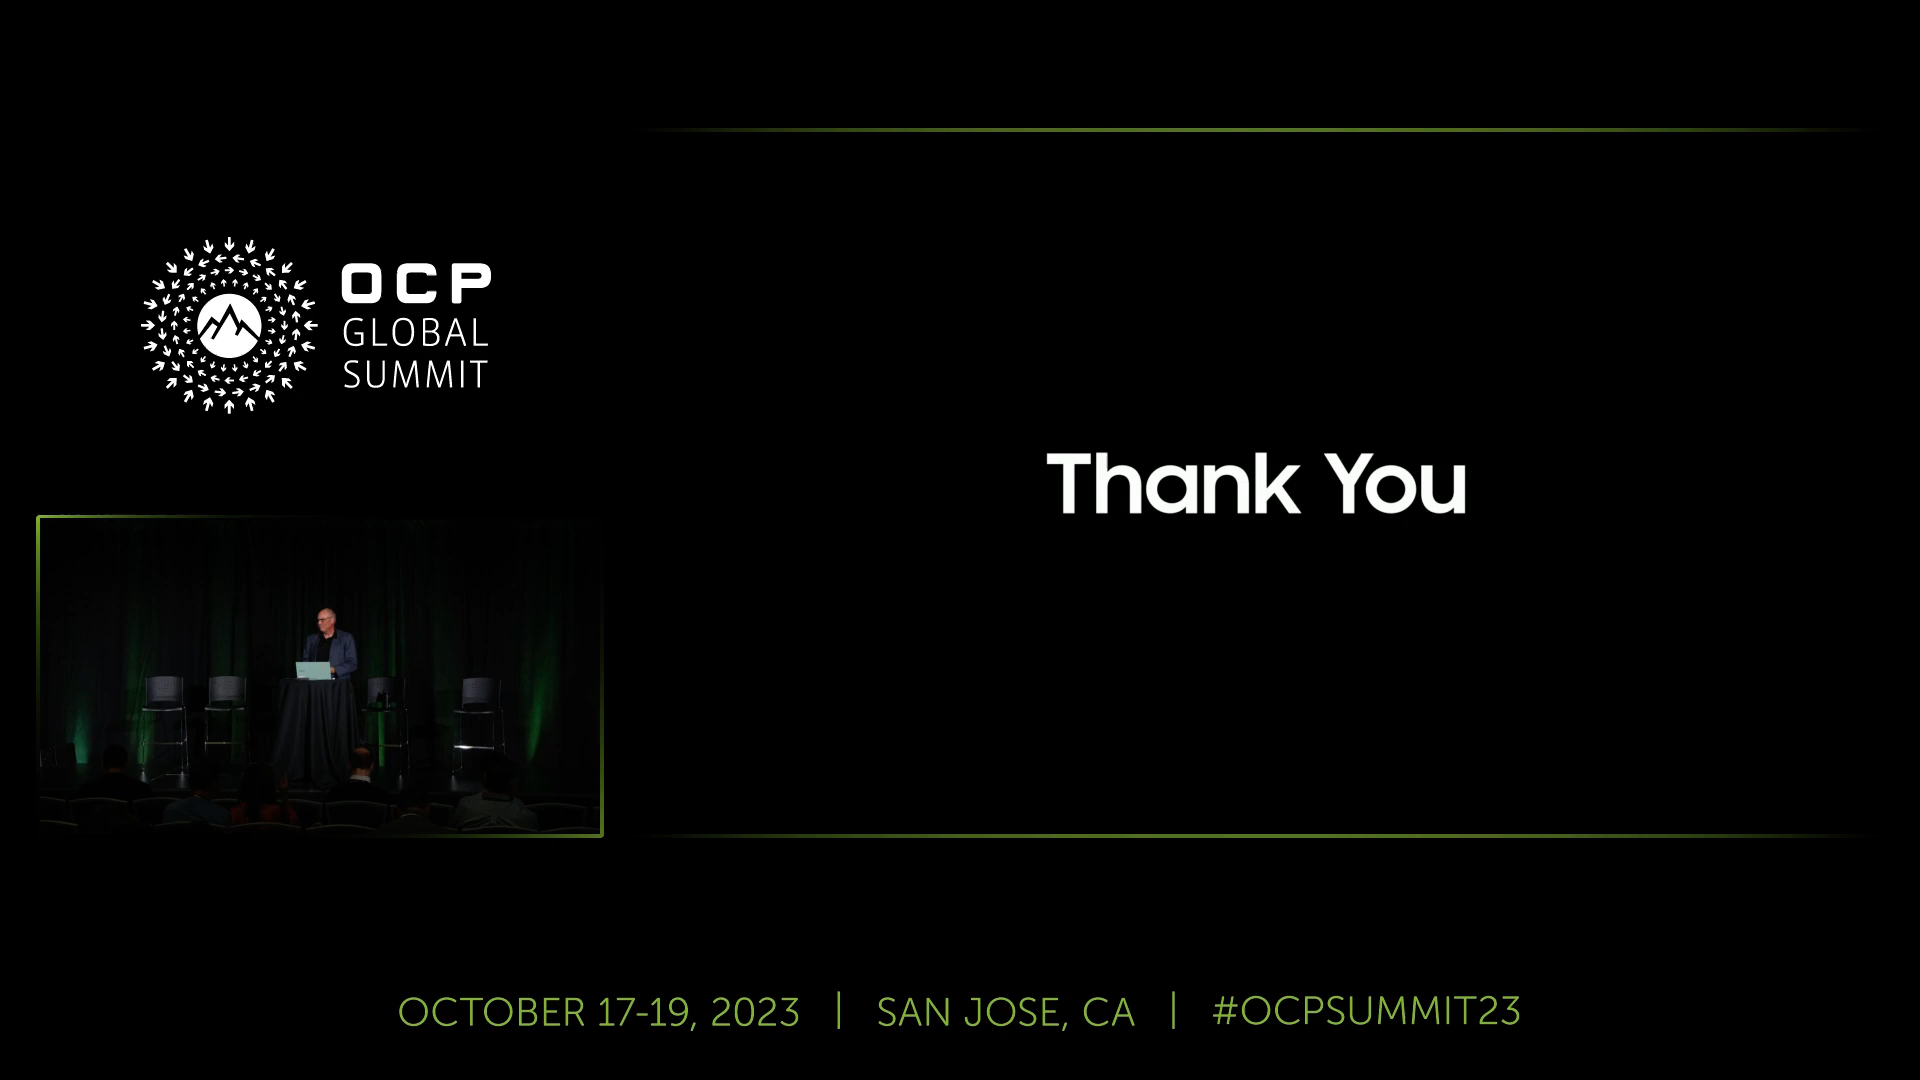 OCP
GLOBAL
SUMMIT
Thank You
OCTOBER 17-19, 2023 | SAN JOSE, CA | #OCPSUMMIT23